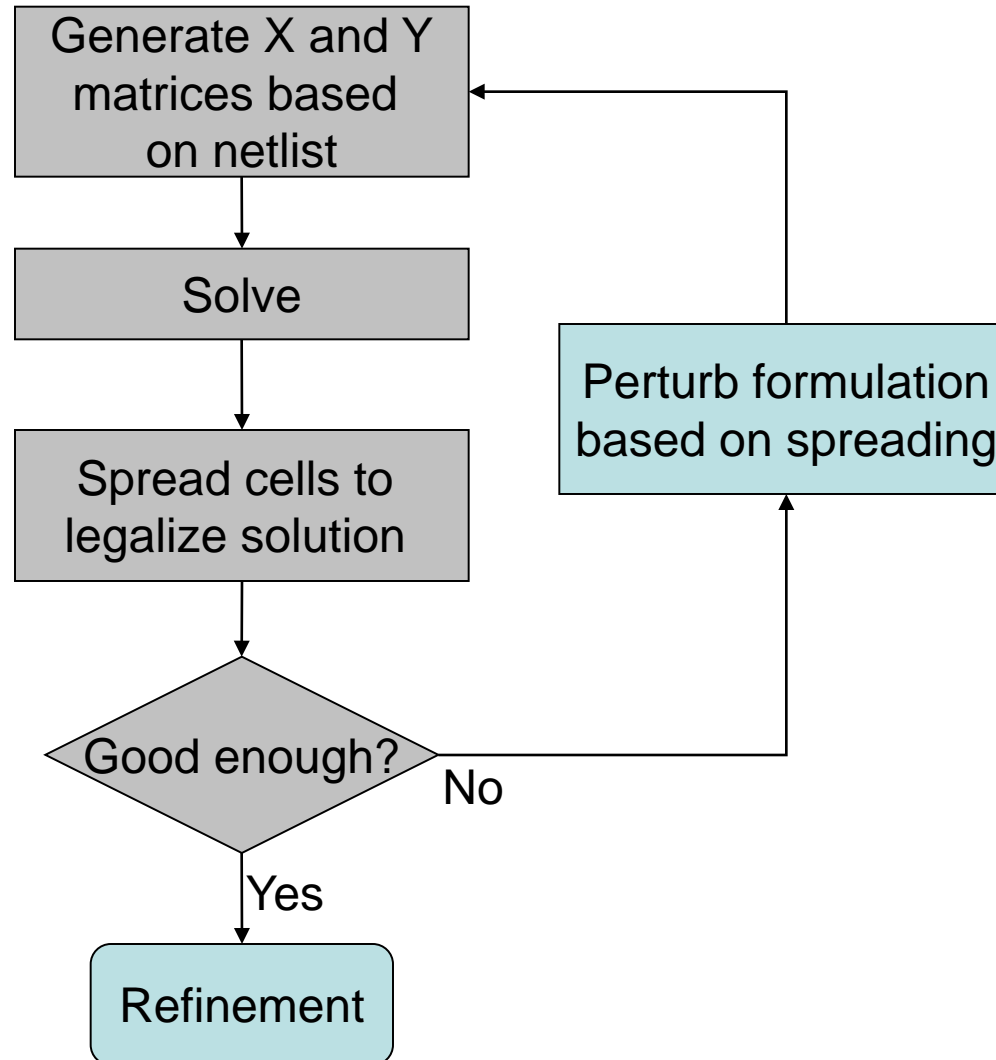 Generate X and Y
matrices based
on netlist
Solve
Spread cells to
legalize solution
Good enough?
No
Perturb formulation
based on spreading
Yes
Refinement